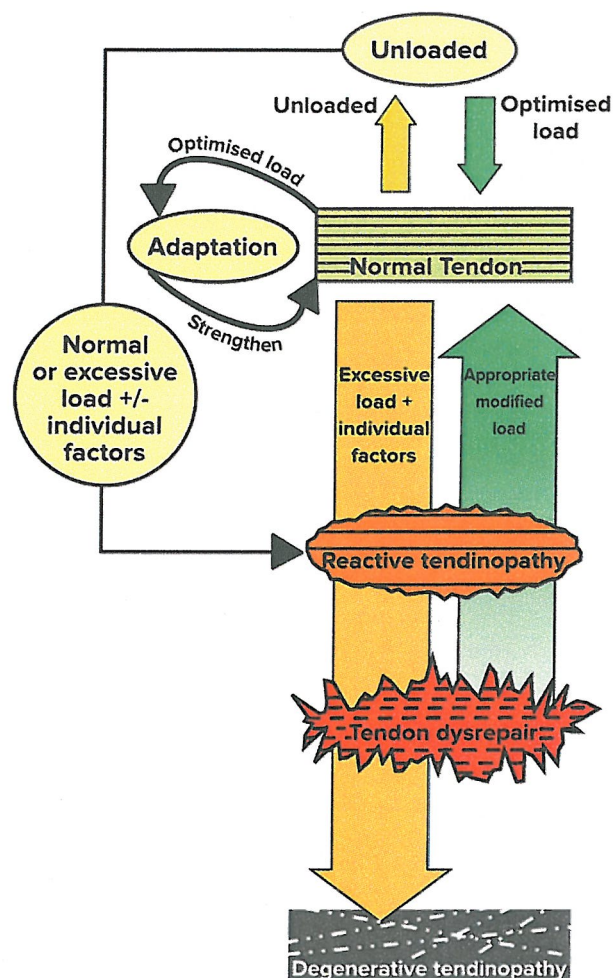 Unloaded
Unloaded
Optimised
load
Optimised load
Adaptation
Normal Tendon
Strengthen
Normal
or excessive
load +/-
individual
factors
Excessive
load +
individual
factors
Appropriate
modified
load
Reactive tendinopathy
Tendon dysrepair
Degenerative tendinopathy